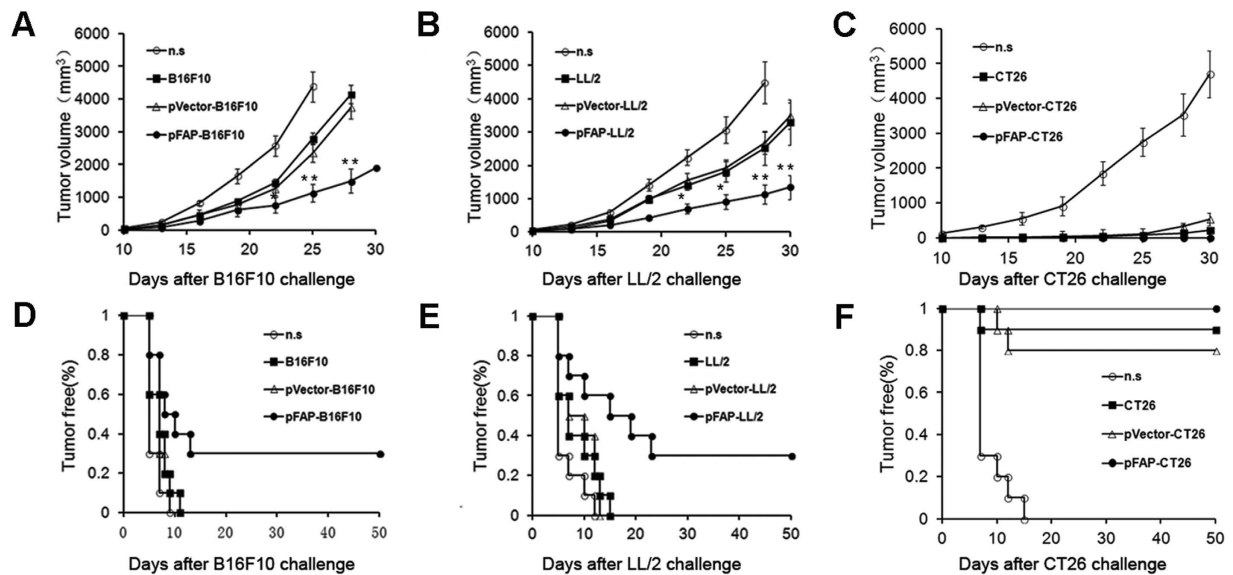 A
Tumor volume (mm³)
6000
5000
4000
3000
2000
1000
0
n.s
B16F10
pVector-B16F10
pFAP-B16F10
*
**
**
10 15 20 25 30
Days after B16F10 challenge
B
Tumor volume (mm³)
6000
5000
4000
3000
2000
1000
0
n.s
LL/2
pVector-LL/2
pFAP-LL/2
*
*
**
**
10 15 20 25 30
Days after LL/2 challenge
C
Tumor volume (mm³)
6000
5000
4000
3000
2000
1000
0
n.s
CT26
pVector-CT26
pFAP-CT26
10 15 20 25 30
Days after CT26 challenge
D
Tumor free(%)
1
0.8
0.6
0.4
0.2
0
n.s
B16F10
pVector-B16F10
pFAP-B16F10
0 10 20 30 40 50
Days after B16F10 challenge
E
Tumor free(%)
1
0.8
0.6
0.4
0.2
0
n.s
LL/2
pVector-LL/2
pFAP-LL/2
0 10 20 30 40 50
Days after LL/2 challenge
F
Tumor free(%)
1
0.8
0.6
0.4
0.2
0
n.s
CT26
pVector-CT26
pFAP-CT26
0 10 20 30 40 50
Days after CT26 challenge